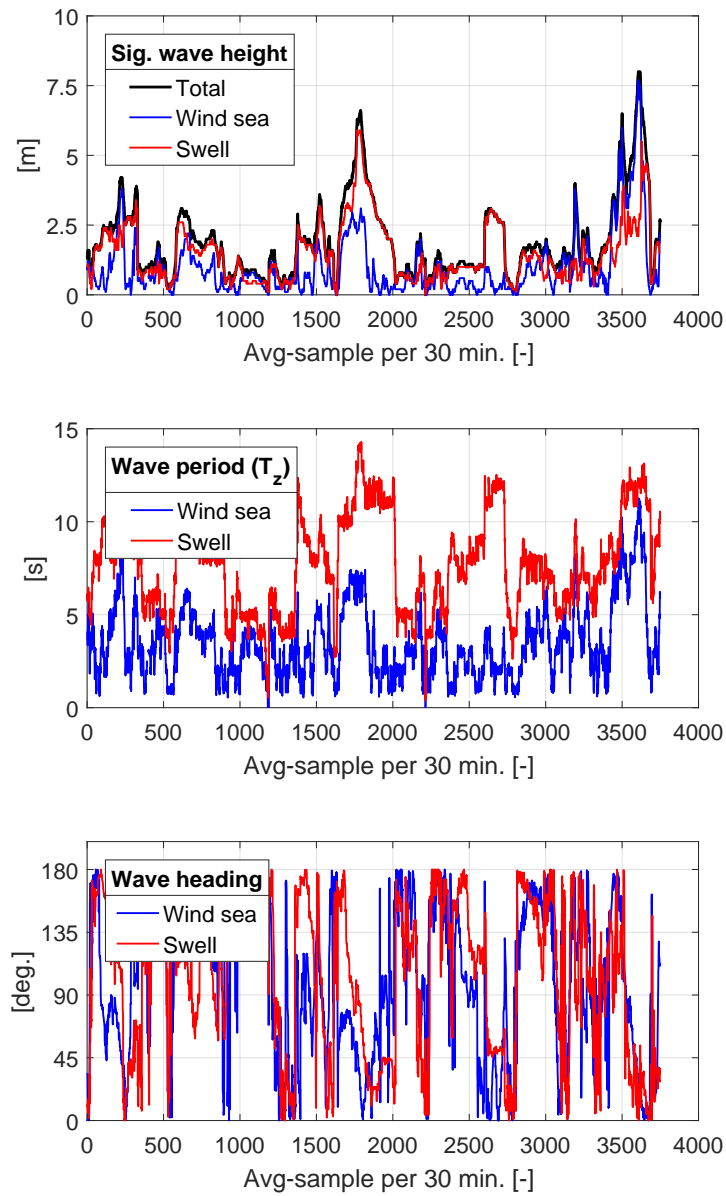 10
7.5
5
2.5
0
[m]
Sig. wave height
Total
Wind sea
Swell
0 500 1000 1500 2000 2500 3000 3500 4000
Avg-sample per 30 min. [-]
15
10
5
0
[s]
Wave period (T_z)
Wind sea
Swell
0 500 1000 1500 2000 2500 3000 3500 4000
Avg-sample per 30 min. [-]
180
135
90
45
0
[deg.]
Wave heading
Wind sea
Swell
0 500 1000 1500 2000 2500 3000 3500 4000
Avg-sample per 30 min. [-]